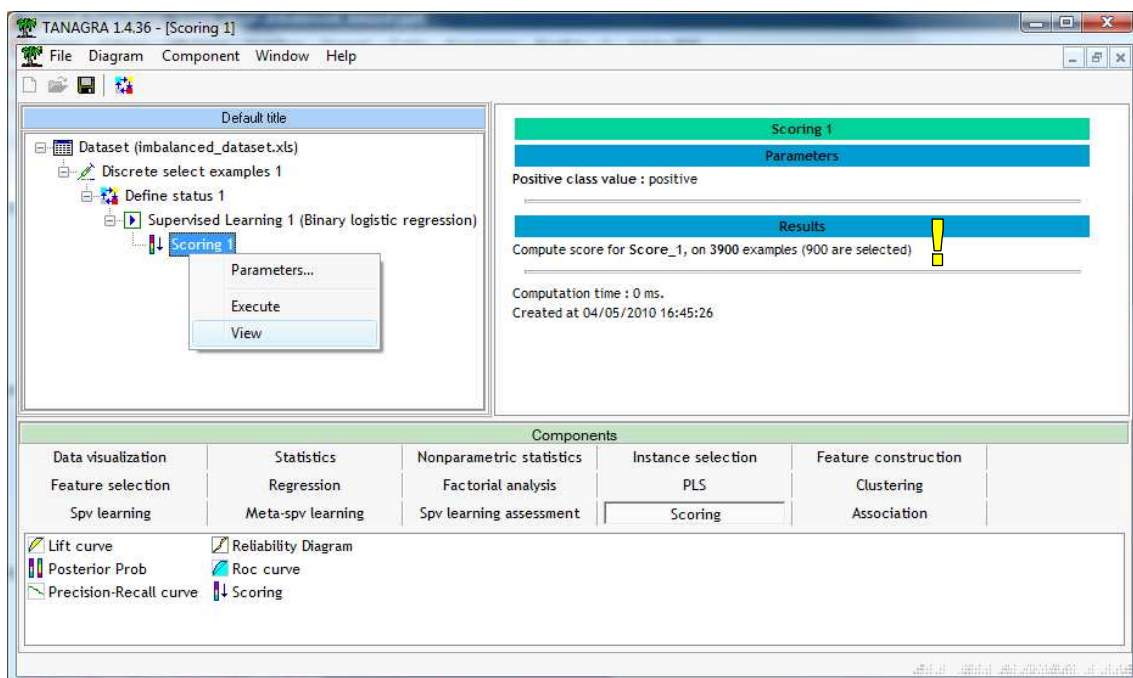 TANAGRA 1.4.36 - [Scoring 1]
File Diagram Component Window Help
Default title
Dataset (imbalanced_dataset.xls)
Discrete select examples 1
Define status 1
Supervised Learning 1 (Binary logistic regression)
Scoring 1
Parameters...
Execute
View
Scoring 1
Parameters
Positive class value : positive
Results
!
Compute score for Score_1, on 3900 examples (900 are selected)
Computation time : 0 ms.
Created at 04/05/2010 16:45:26
Components
Data visualization Statistics Nonparametric statistics Instance selection Feature construction
Feature selection Regression Factorial analysis PLS Clustering
Spv learning Meta-spv learning Spv learning assessment Scoring Association
Lift curve Reliability Diagram
Posterior Prob Roc curve
Precision-Recall curve Scoring